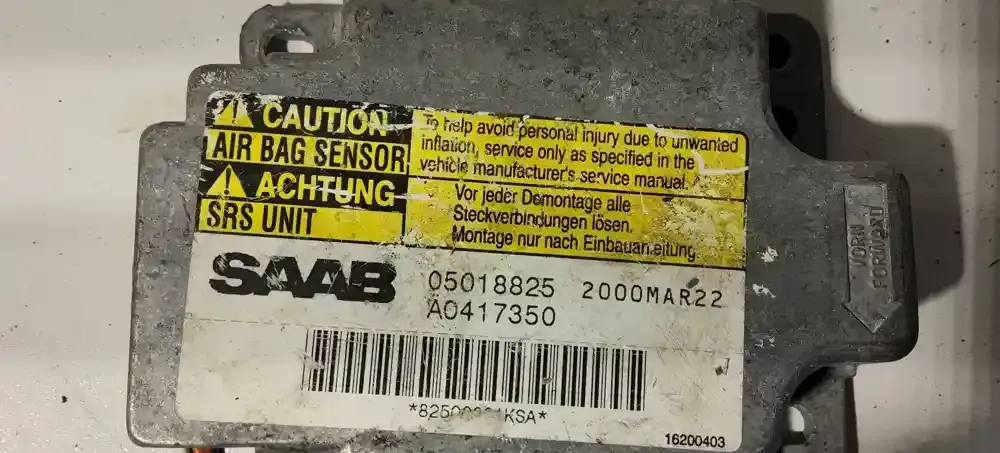 CAUTION
AIR BAG SENSOR
To help avoid personal injury due to unwanted
inflation, service only as specified in the
vehicle manufacturer's service manual.
ACHTUNG
SRS UNIT
Vor jeder Demontage alle
Steckverbindungen lösen.
Montage nur nach Einbauanleitung.
SAAB
05018825 2000MAR22
A0417350
16200403
VORN
FORWARD